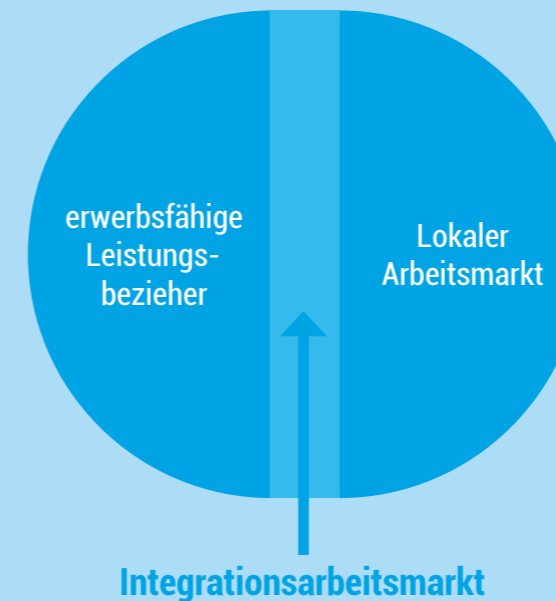 erwerbsfähige
Leistungs-
bezieher
Lokaler
Arbeitsmarkt
Integrationsarbeitsmarkt